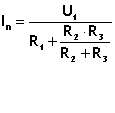 In = U1 / (R1 + (R2 · R3) / (R2 + R3))